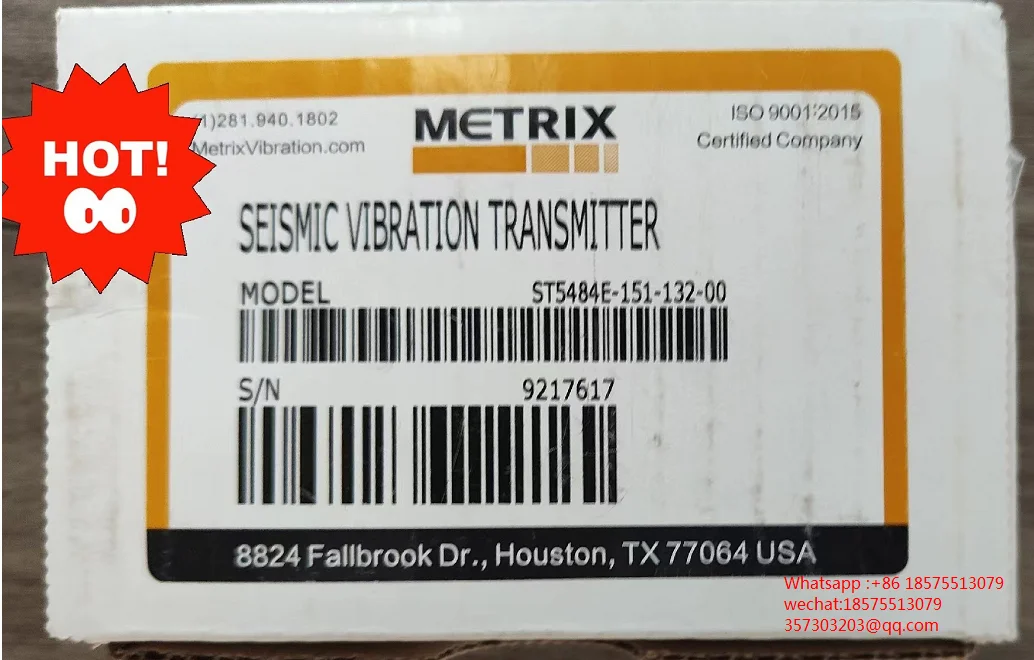 HOT!
1)281.940.1802
MetrixVibration.com
METRIX
ISO 9001:2015
Certified Company
SEISMIC VIBRATION TRANSMITTER
MODEL ST5484E-151-132-00
S/N 9217617
8824 Fallbrook Dr., Houston, TX 77064 USA
Whatsapp :+86 18575513079
wechat:18575513079
357303203@qq.com